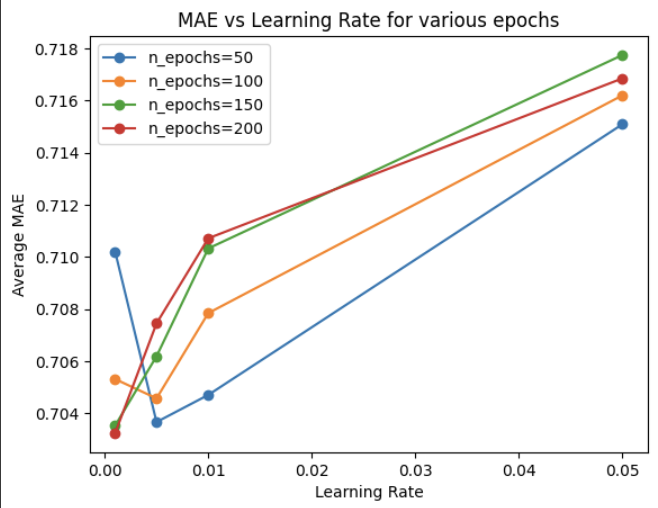 MAE vs Learning Rate for various epochs
n_epochs=50
n_epochs=100
n_epochs=150
n_epochs=200
Average MAE
0.718
0.716
0.714
0.712
0.710
0.708
0.706
0.704
0.00 0.01 0.02 0.03 0.04 0.05
Learning Rate